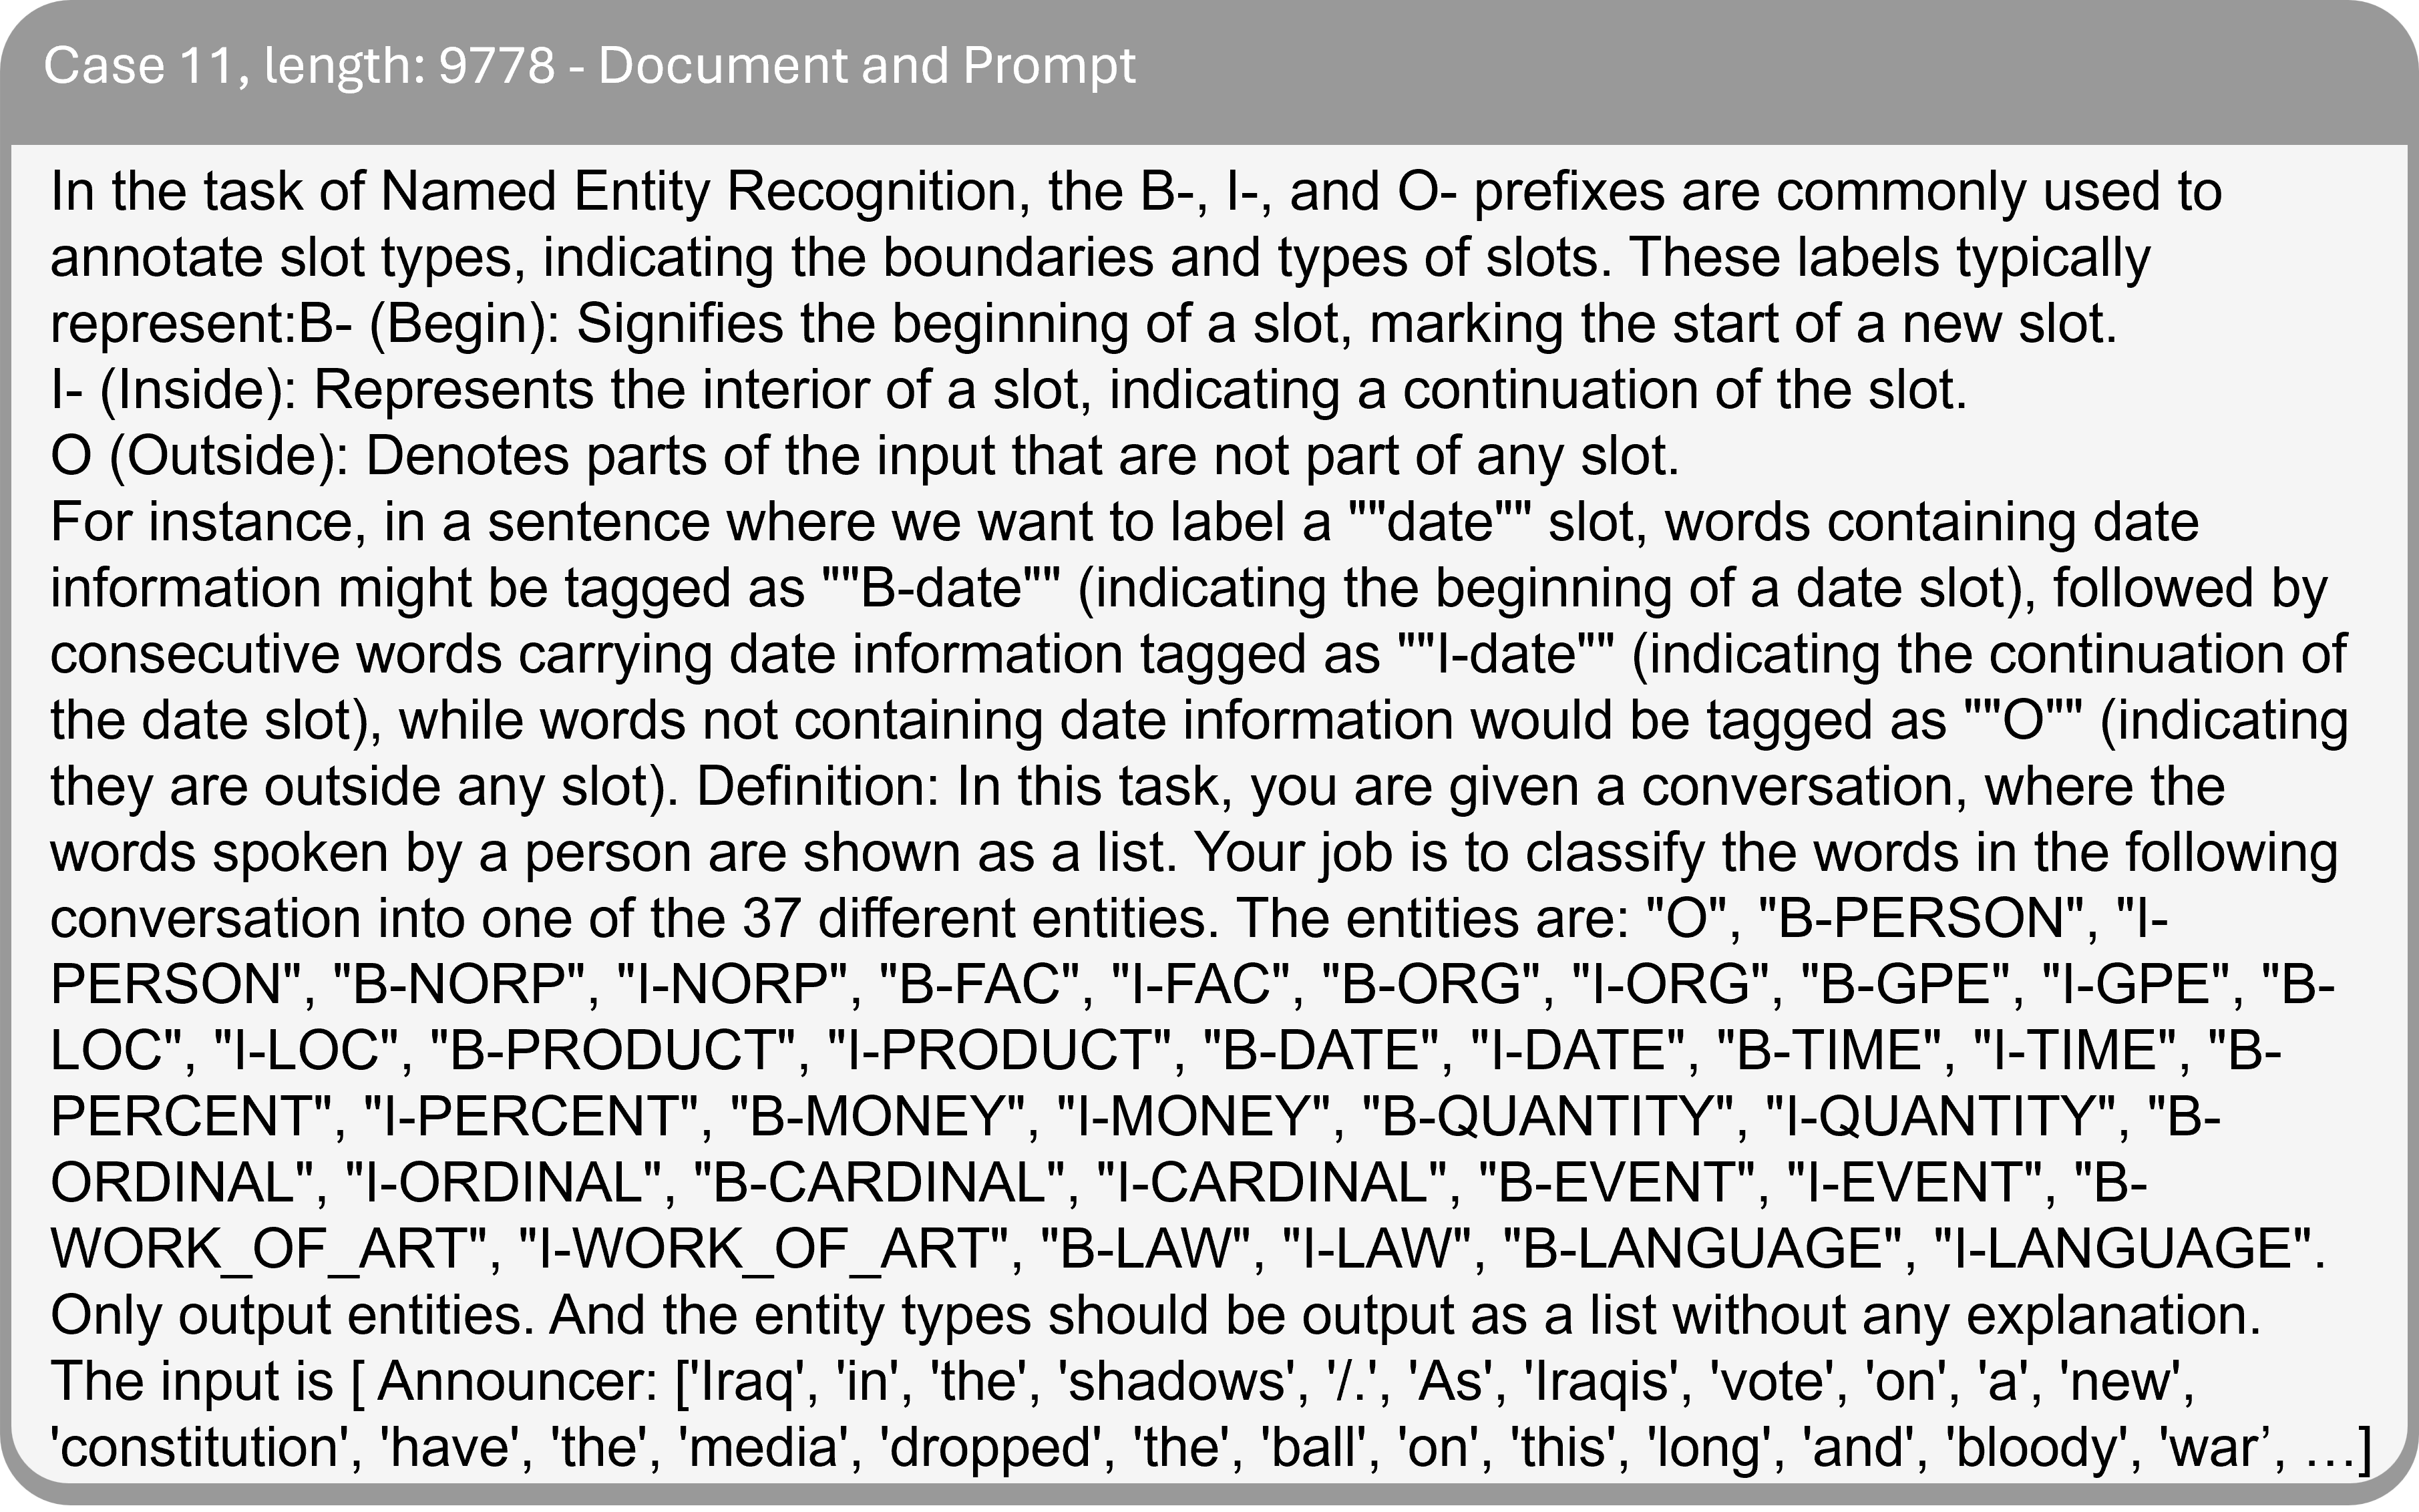 Case 11, length: 9778 - Document and Prompt
In the task of Named Entity Recognition, the B-, I-, and O- prefixes are commonly used to
annotate slot types, indicating the boundaries and types of slots. These labels typically
represent:B- (Begin): Signifies the beginning of a slot, marking the start of a new slot.
I- (Inside): Represents the interior of a slot, indicating a continuation of the slot.
O (Outside): Denotes parts of the input that are not part of any slot.
For instance, in a sentence where we want to label a ""date"" slot, words containing date
information might be tagged as ""B-date"" (indicating the beginning of a date slot), followed by
consecutive words carrying date information tagged as ""I-date"" (indicating the continuation of
the date slot), while words not containing date information would be tagged as ""O"" (indicating
they are outside any slot). Definition: In this task, you are given a conversation, where the
words spoken by a person are shown as a list. Your job is to classify the words in the following
conversation into one of the 37 different entities. The entities are: "O", "B-PERSON", "I-
PERSON", "B-NORP", "I-NORP", "B-FAC", "I-FAC", "B-ORG", "I-ORG", "B-GPE", "I-GPE", "B-
LOC", "I-LOC", "B-PRODUCT", "I-PRODUCT", "B-DATE", "I-DATE", "B-TIME", "I-TIME", "B-
PERCENT", "I-PERCENT", "B-MONEY", "I-MONEY", "B-QUANTITY", "I-QUANTITY", "B-
ORDINAL", "I-ORDINAL", "B-CARDINAL", "I-CARDINAL", "B-EVENT", "I-EVENT", "B-
WORK_OF_ART", "I-WORK_OF_ART", "B-LAW", "I-LAW", "B-LANGUAGE", "I-LANGUAGE".
Only output entities. And the entity types should be output as a list without any explanation.
The input is [ Announcer: ['Iraq', 'in', 'the', 'shadows', '/.', 'As', 'Iraqis', 'vote', 'on', 'a', 'new',
'constitution', 'have', 'the', 'media', 'dropped', 'the', 'ball', 'on', 'this', 'long', 'and', 'bloody', 'war’, …]